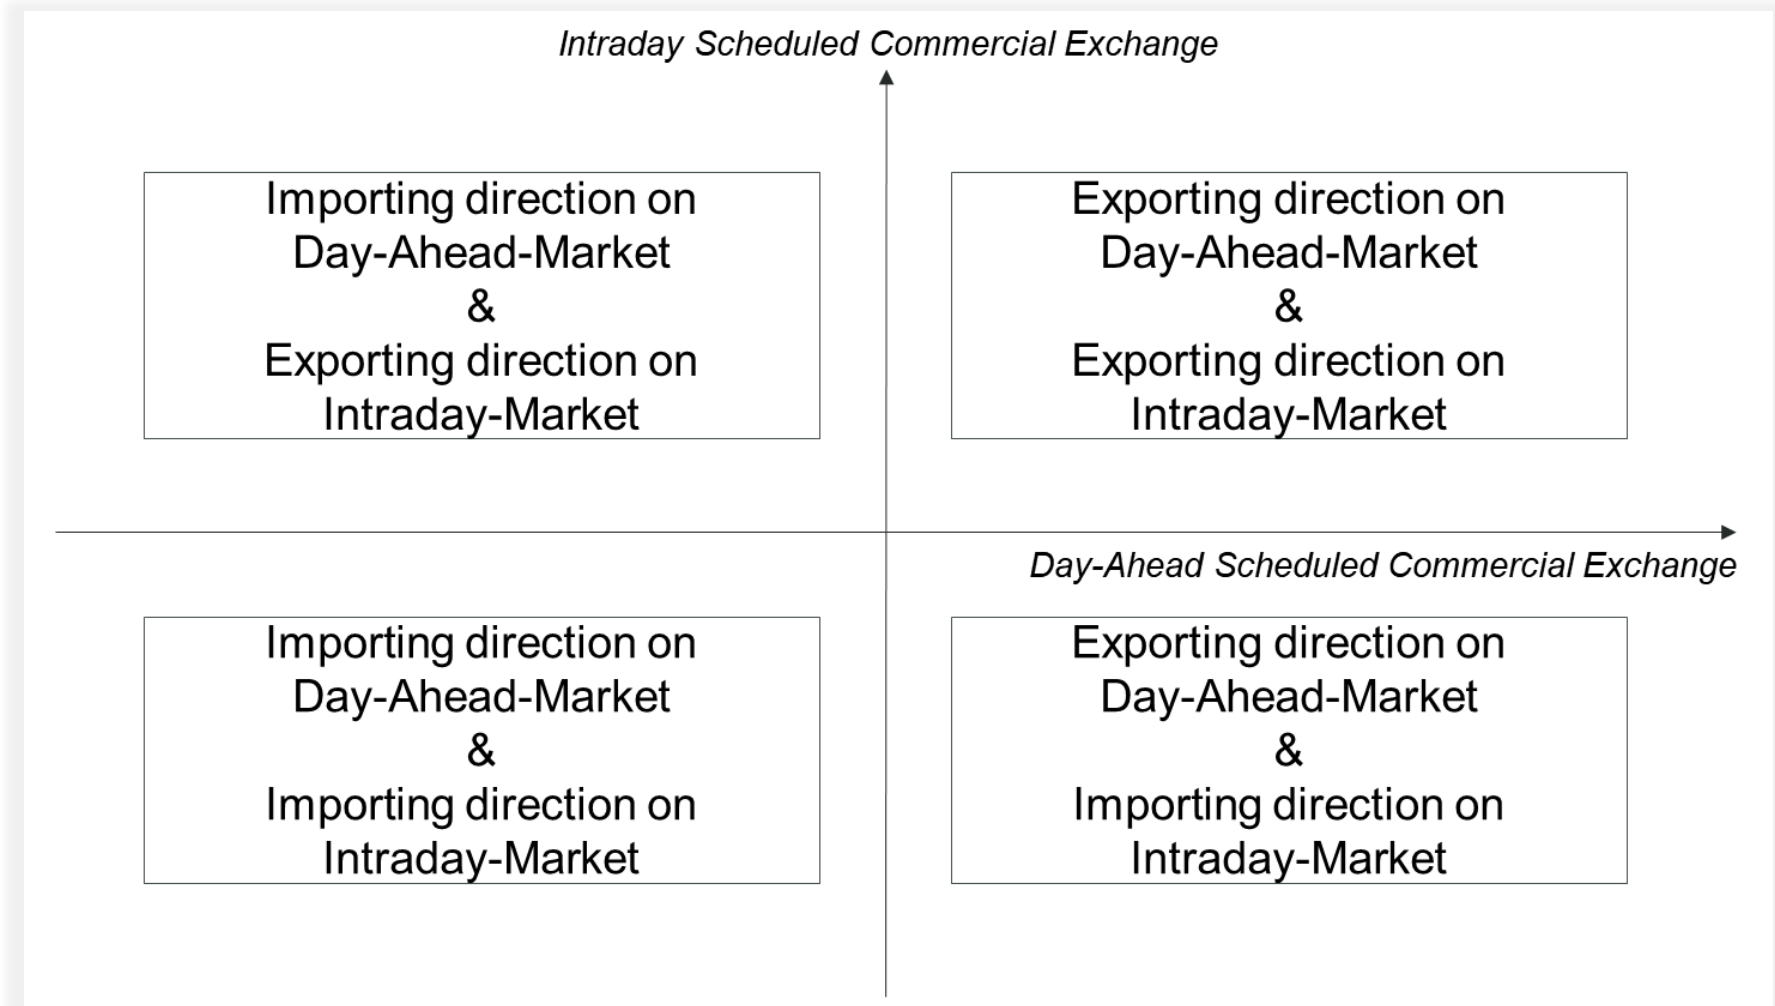 Intraday Scheduled Commercial Exchange
Importing direction on
Day-Ahead-Market
&
Exporting direction on
Intraday-Market
Exporting direction on
Day-Ahead-Market
&
Exporting direction on
Intraday-Market
Day-Ahead Scheduled Commercial Exchange
Importing direction on
Day-Ahead-Market
&
Importing direction on
Intraday-Market
Exporting direction on
Day-Ahead-Market
&
Importing direction on
Intraday-Market